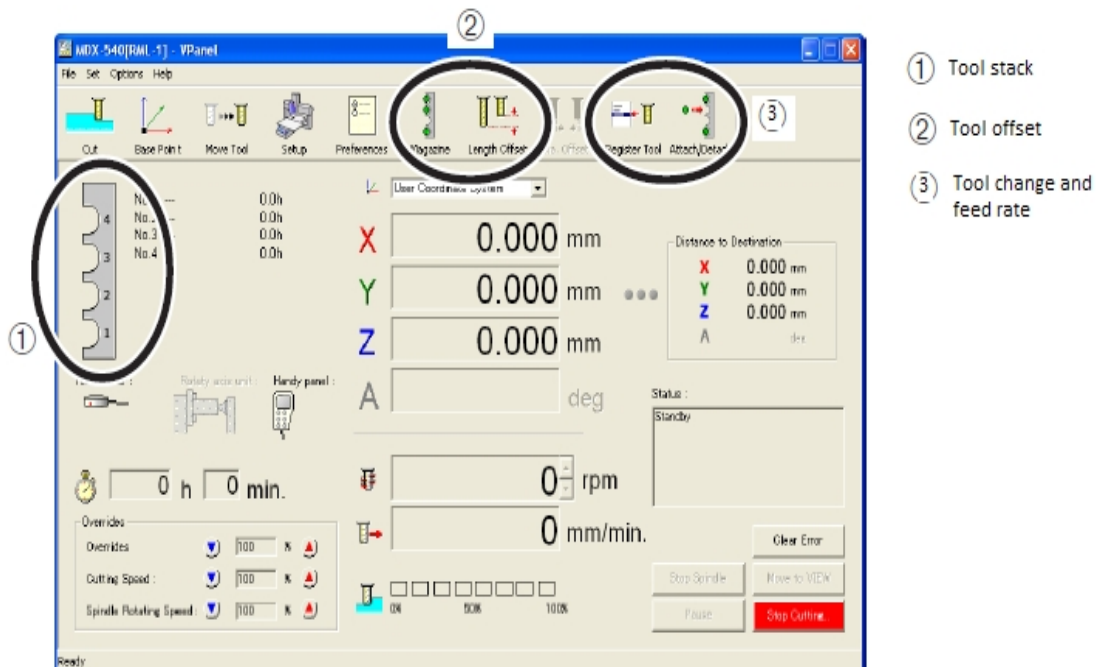 ②
MDX-540[RML-1] - VPanel
File Set Options Help
Cut Base Point Move Tool Setup Preferences Magazine Length Offset Offset Register Tool Attach/Detach
③
① Tool stack
② Tool offset
③ Tool change and
feed rate
User Coordinate System
4
3
2
1
0.0h
0.0h
No.3 0.0h
No.4 0.0h
X 0.000 mm
Y 0.000 mm
Z 0.000 mm
A deg
Distance to Destination
X 0.000 mm
Y 0.000 mm
Z 0.000 mm
A deg
①
Rotary axis unit : Handy panel :
Status :
Standby
0 h 0 min.
0 rpm
0 mm/min.
Overrides
Overrides 100 %
Cutting Speed : 100 %
Spindle Rotating Speed : 100 %
0% 50% 100%
Clear Error
Stop Spindle Move to VIEW
Pause Stop Cutting..
Ready